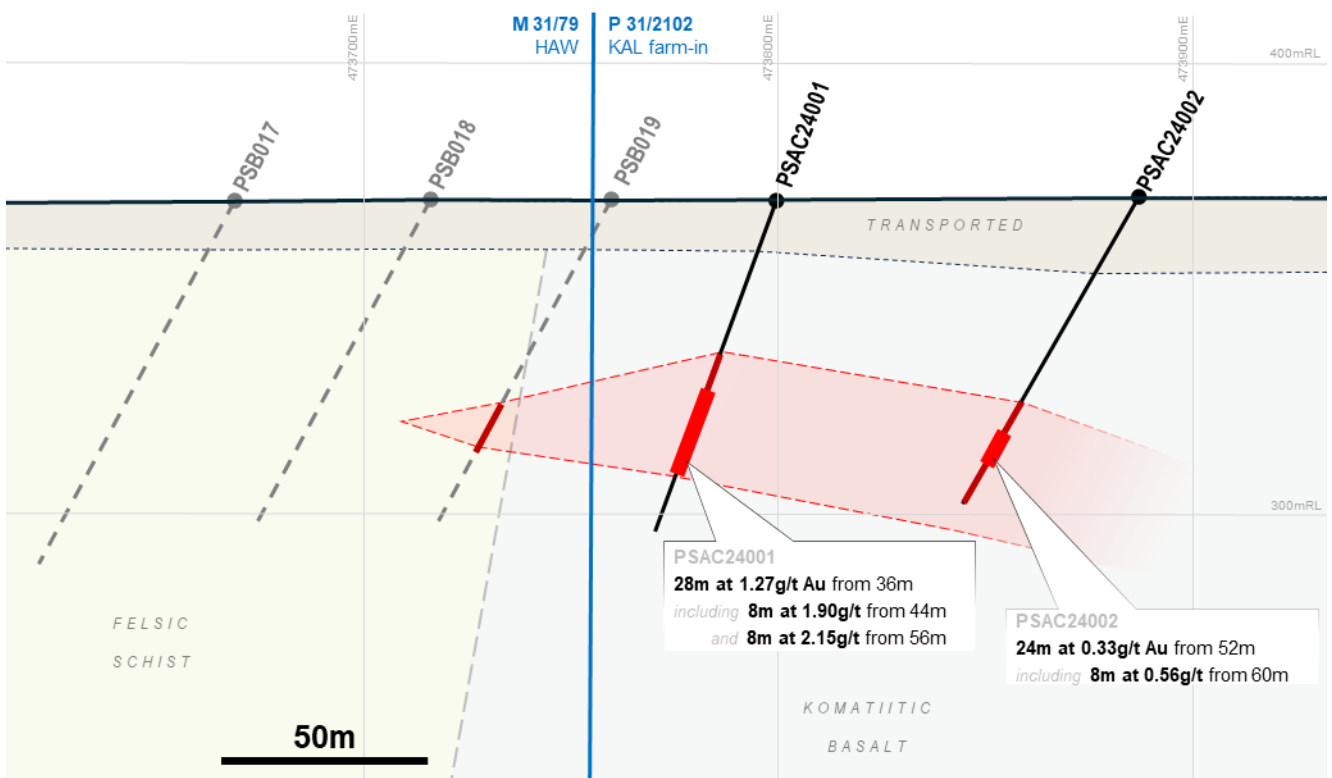 M 31/79
HAW
P 31/2102
KAL farm-in
473700mE
473800mE
473900mE
400mRL
PSB017
PSB018
PSB019
PSAC24001
PSAC24002
TRANSPORTED
300mRL
PSAC24001
28m at 1.27g/t Au from 36m
including 8m at 1.90g/t from 44m
and 8m at 2.15g/t from 56m
PSAC24002
24m at 0.33g/t Au from 52m
including 8m at 0.56g/t from 60m
FELSIC
SCHIST
KOMATIITIC
BASALT
50m